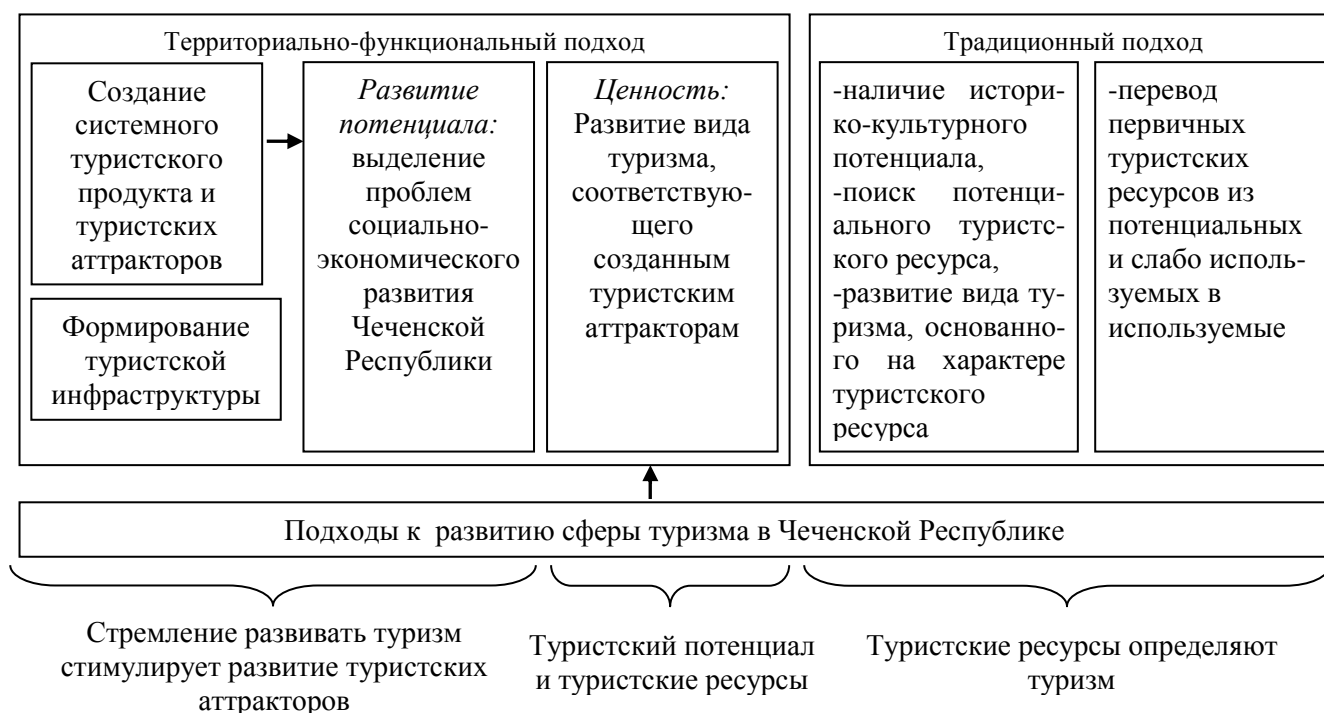 Территориально-функциональный подход
Создание
системного
туристского
продукта и
туристских
аттракторов
Формирование
туристской
инфраструктуры
Развитие
потенциала:
выделение
проблем
социально-
экономического
развития
Чеченской
Республики
Ценность:
Развитие вида
туризма,
соответствую-
щего
созданным
туристским
аттракторам
Традиционный подход
-наличие истори-
ко-культурного
потенциала,
-поиск потенци-
ального туристс-
кого ресурса,
-развитие вида ту-
ризма, основанно-
го на характере
туристского
ресурса
-перевод
первичных
туристских
ресурсов из
потенциальных
и слабо исполь-
зуемых в
используемые
Подходы к развитию сферы туризма в Чеченской Республике
Стремление развивать туризм
стимулирует развитие туристских
аттракторов
Туристский потенциал
и туристские ресурсы
Туристские ресурсы определяют
туризм